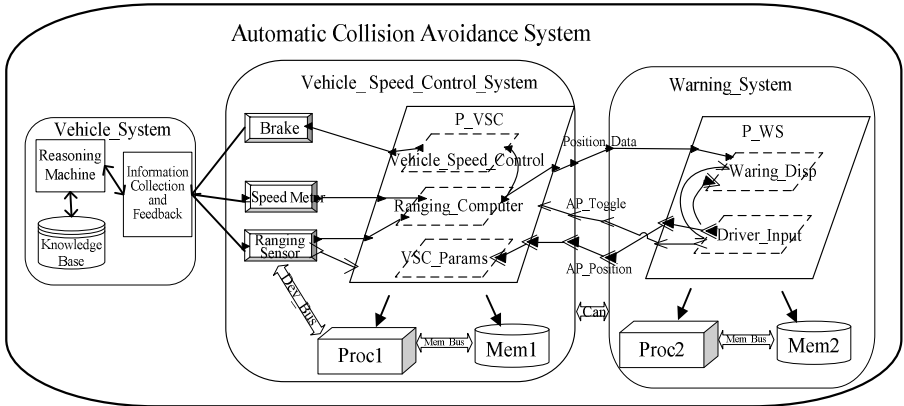 Automatic Collision Avoidance System
Vehicle_System
Reasoning
Machine
Information
Collection
and
Feedback
Knowledge
Base
Vehicle_ Speed_Control_System
Brake
Speed Meter
Ranging
Sensor
P_VSC
Vehicle_Speed_Control
Ranging_Computer
VSC_Params
Dev_Bus
Proc1
Mem Bus
Mem1
Position_Data
AP_Toggle
AP_Position
Can
Warning_System
P_WS
Waring_Disp
Driver_Input
Proc2
Mem Bus
Mem2